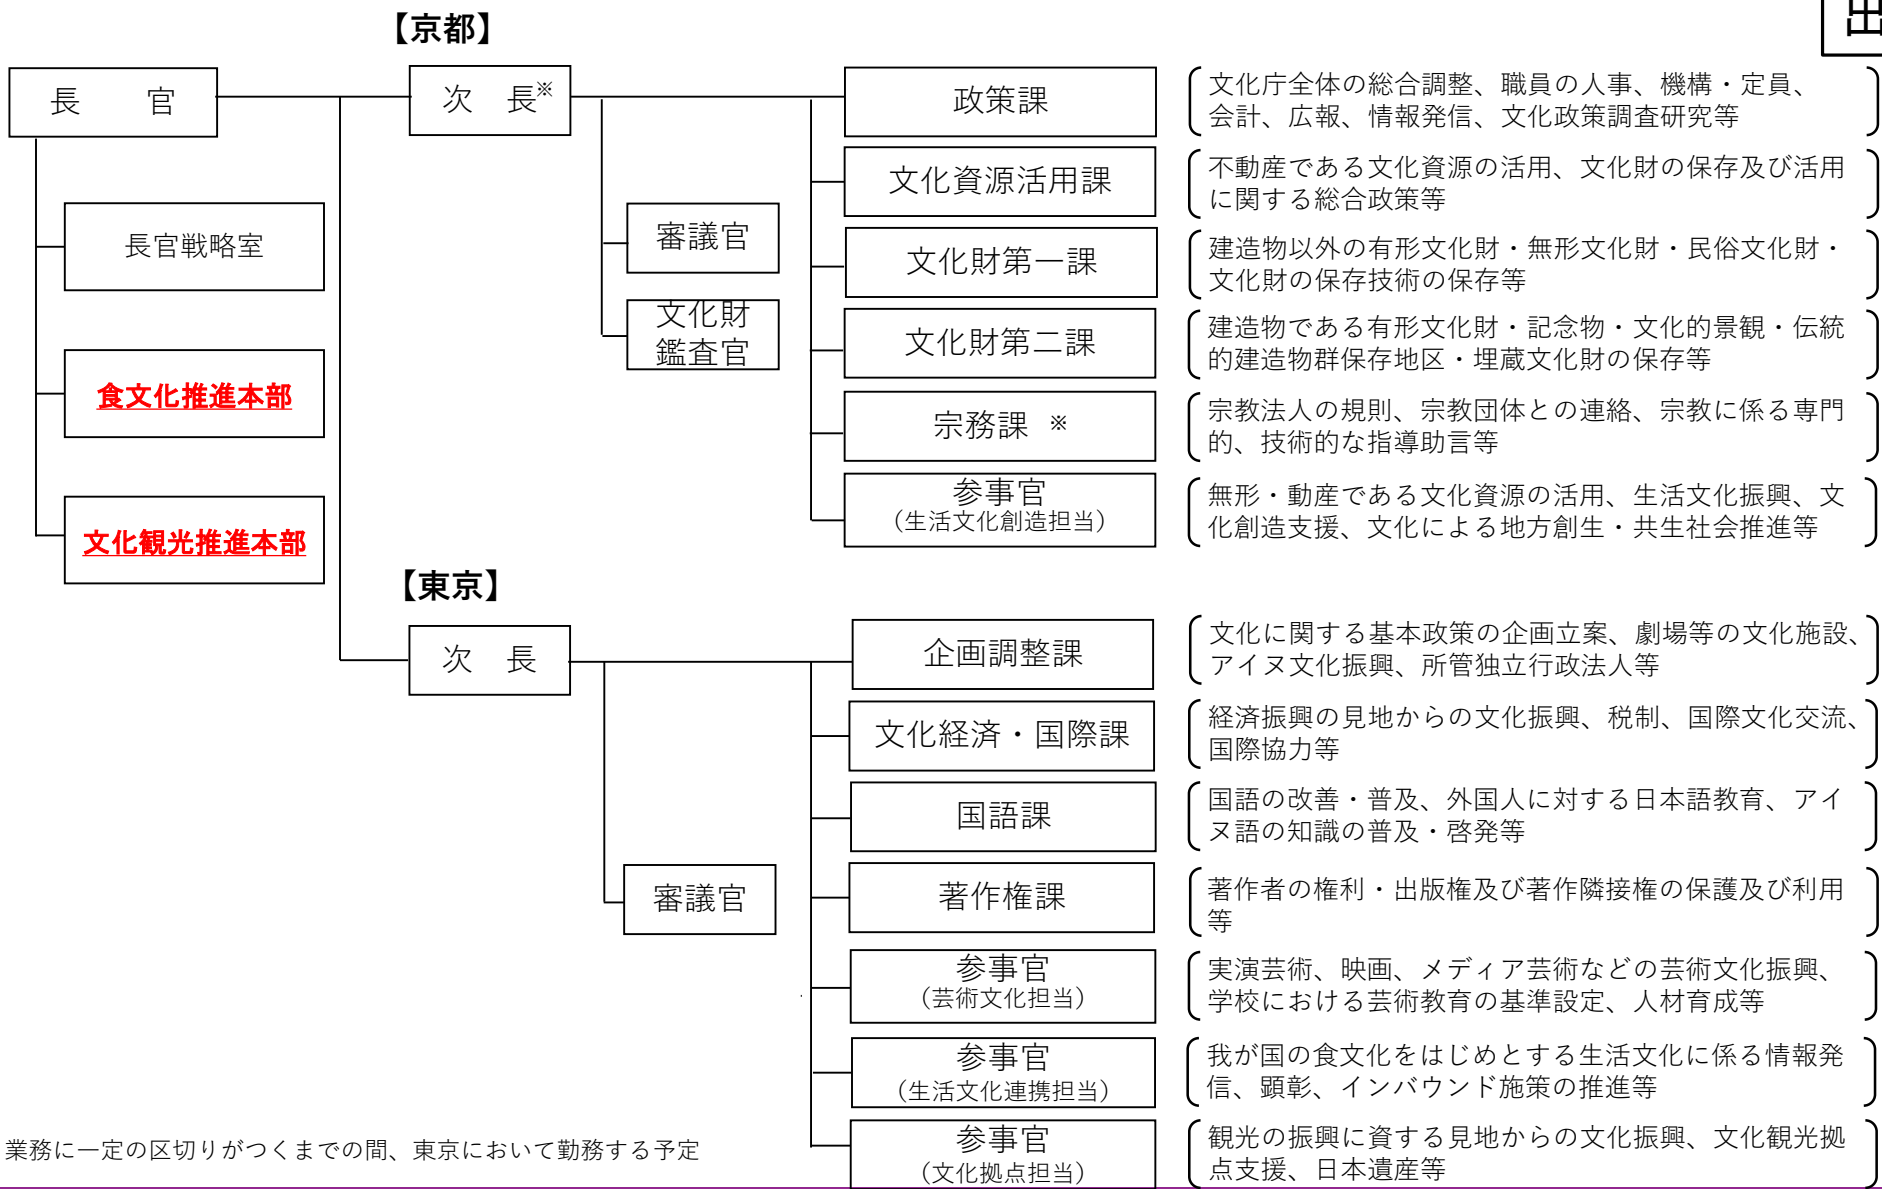 【京都】
出
長　官
次　長※
政策課
文化庁全体の総合調整、職員の人事、機構・定員、
会計、広報、情報発信、文化政策調査研究等
文化資源活用課
不動産である文化資源の活用、文化財の保存及び活用
に関する総合政策等
長官戦略室
審議官
文化財第一課
建造物以外の有形文化財・無形文化財・民俗文化財・
文化財の保存技術の保存等
文化財
鑑査官
文化財第二課
建造物である有形文化財・記念物・文化的景観・伝統
的建造物群保存地区・埋蔵文化財の保存等
食文化推進本部
宗務課 ※
宗教法人の規則、宗教団体との連絡、宗教に係る専門
的、技術的な指導助言等
文化観光推進本部
参事官
（生活文化創造担当）
無形・動産である文化資源の活用、生活文化振興、文
化創造支援、文化による地方創生・共生社会推進等
【東京】
次　長
企画調整課
文化に関する基本政策の企画立案、劇場等の文化施設、
アイヌ文化振興、所管独立行政法人等
文化経済・国際課
経済振興の見地からの文化振興、税制、国際文化交流、
国際協力等
国語課
国語の改善・普及、外国人に対する日本語教育、アイ
ヌ語の知識の普及・啓発等
審議官
著作権課
著作者の権利・出版権及び著作隣接権の保護及び利用
等
参事官
（芸術文化担当）
実演芸術、映画、メディア芸術などの芸術文化振興、
学校における芸術教育の基準設定、人材育成等
参事官
（生活文化連携担当）
我が国の食文化をはじめとする生活文化に係る情報発
信、顕彰、インバウンド施策の推進等
参事官
（文化拠点担当）
観光の振興に資する見地からの文化振興、文化観光拠
点支援、日本遺産等
業務に一定の区切りがつくまでの間、東京において勤務する予定